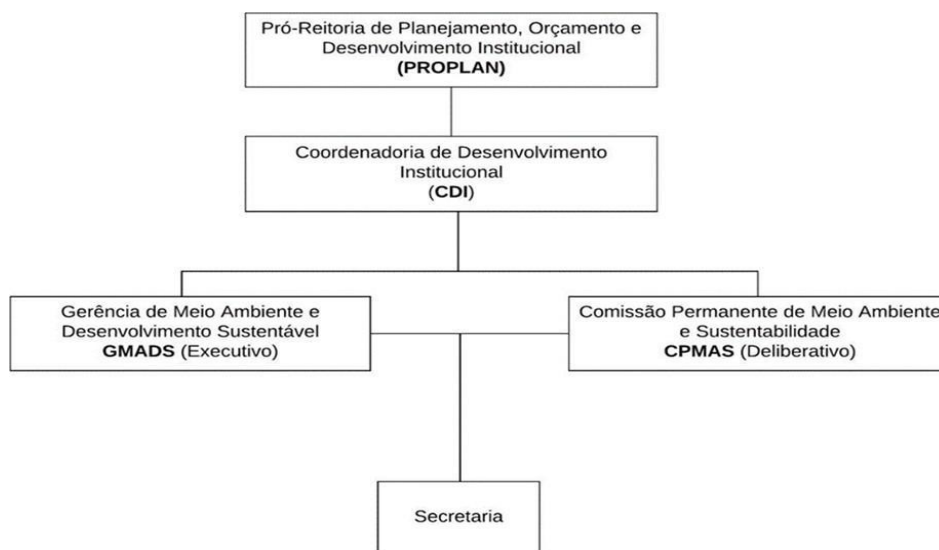 Pró-Reitoria de Planejamento, Orçamento e
Desenvolvimento Institucional
(PROPLAN)
Coordenadoria de Desenvolvimento
Institucional
(CDI)
Gerência de Meio Ambiente e
Desenvolvimento Sustentável
GMADS (Executivo)
Comissão Permanente de Meio Ambiente
e Sustentabilidade
CPMAS (Deliberativo)
Secretaria